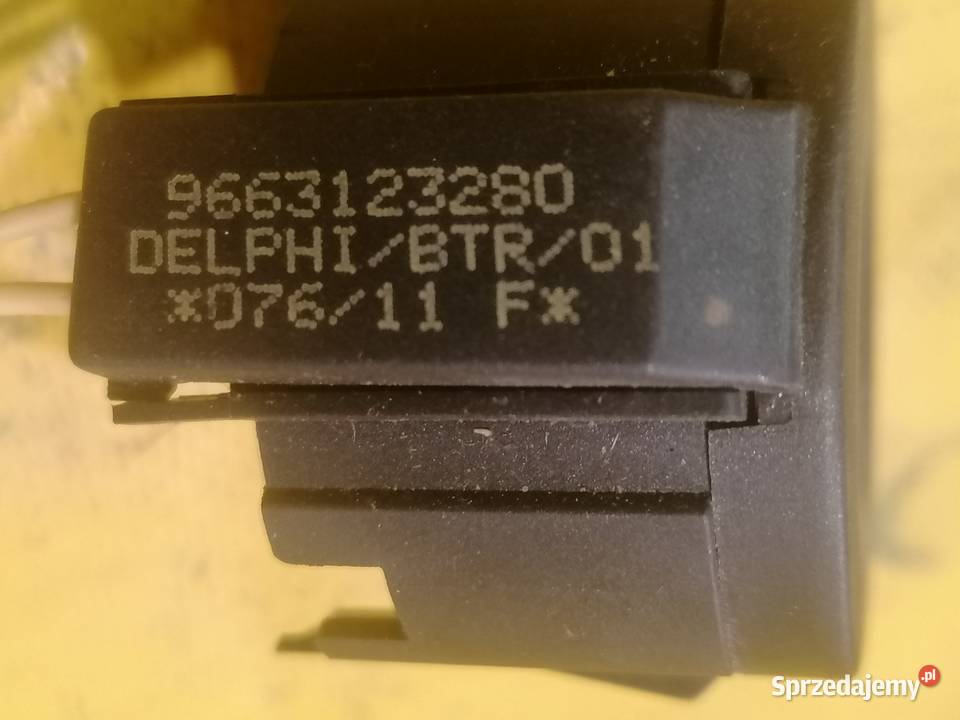 9663123280
DELPHI/BTR/01
*076/11 F*
Sprzedajemy.pl